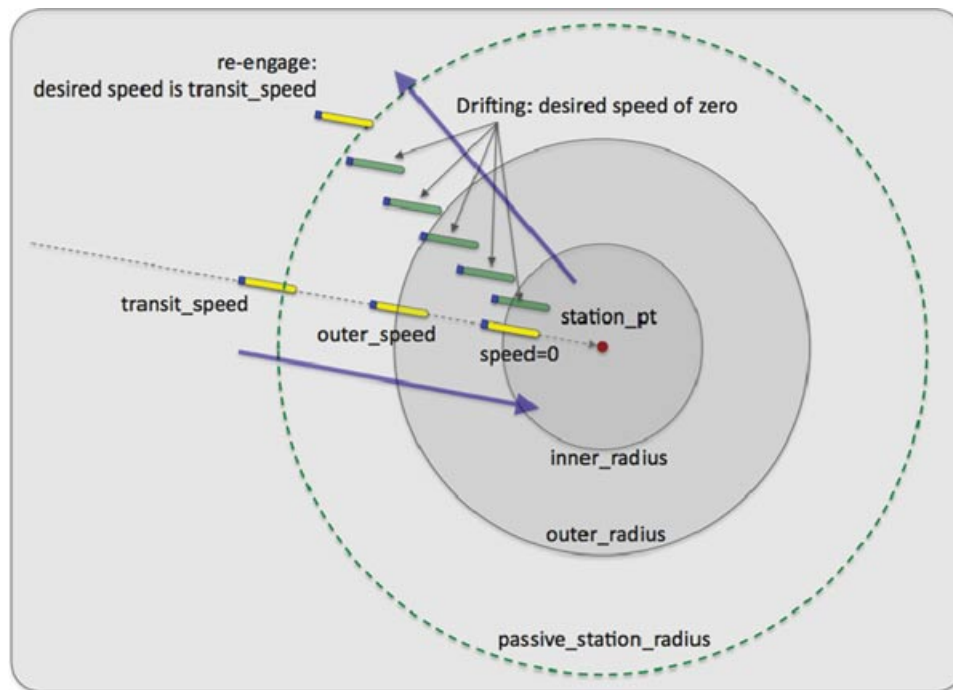 re-engage:
desired speed is transit_speed
Drifting: desired speed of zero
transit_speed
outer_speed
station_pt
speed=0
inner_radius
outer_radius
passive_station_radius